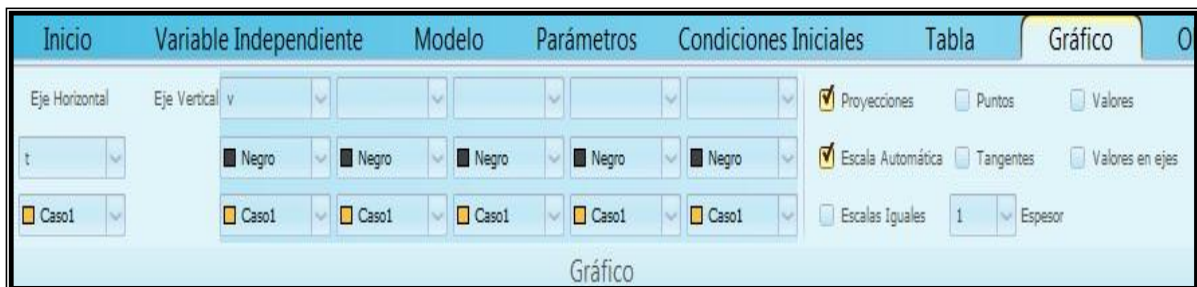 Inicio Variable Independiente Modelo Parámetros Condiciones Iniciales Tabla Gráfico
Eje Horizontal Eje Vertical v Proyecciones Puntos Valores
t Negro Negro Negro Negro Negro Escala Automática Tangentes Valores en ejes
Caso1 Caso1 Caso1 Caso1 Caso1 Caso1 Escalas Iguales 1 Espesor
Gráfico